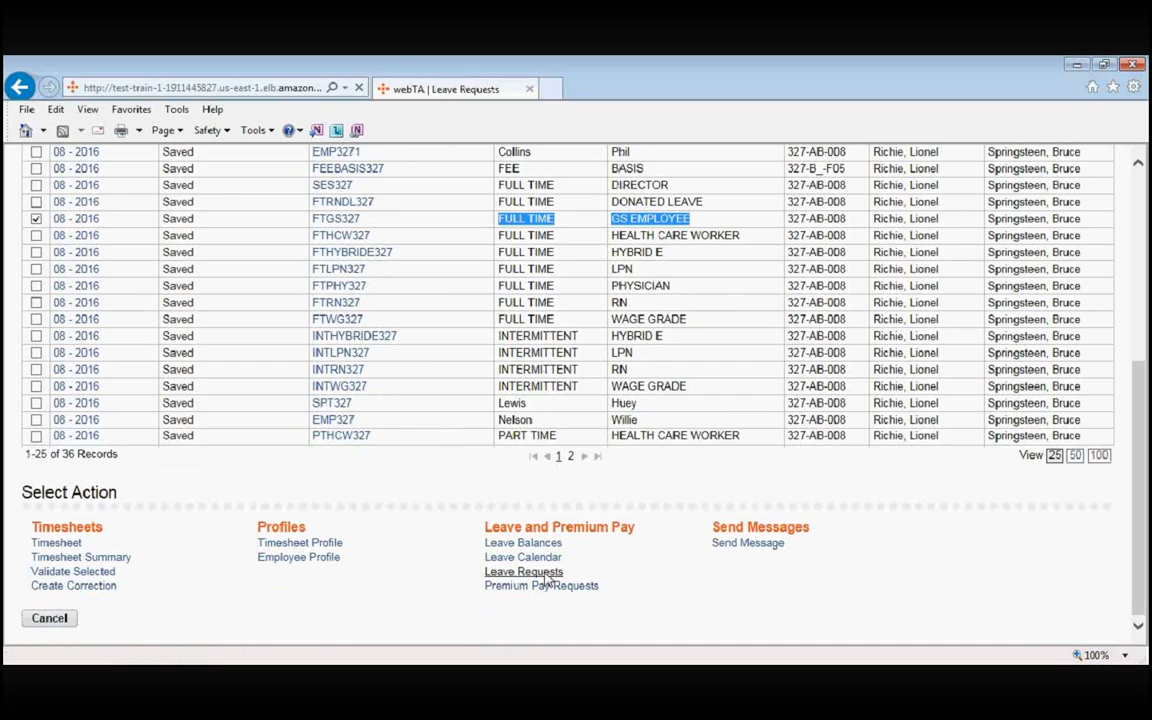 http://test-train-1-1911445827.us-east-1.elb.amazon...
webTA | Leave Requests
File Edit View Favorites Tools Help
Page Safety Tools
08 - 2016 Saved EMP3271 Collins Phil 327-AB-008 Richie, Lionel Springsteen, Bruce
08 - 2016 Saved FEEBASIS327 FEE BASIS 327-B_-F05 Richie, Lionel Springsteen, Bruce
08 - 2016 Saved SES327 FULL TIME DIRECTOR 327-AB-008 Richie, Lionel Springsteen, Bruce
08 - 2016 Saved FTRNDL327 FULL TIME DONATED LEAVE 327-AB-008 Richie, Lionel Springsteen, Bruce
08 - 2016 Saved FTGS327 FULL TIME GS EMPLOYEE 327-AB-008 Richie, Lionel Springsteen, Bruce
08 - 2016 Saved FTHCW327 FULL TIME HEALTH CARE WORKER 327-AB-008 Richie, Lionel Springsteen, Bruce
08 - 2016 Saved FTHYBRIDE327 FULL TIME HYBRID E 327-AB-008 Richie, Lionel Springsteen, Bruce
08 - 2016 Saved FTLPN327 FULL TIME LPN 327-AB-008 Richie, Lionel Springsteen, Bruce
08 - 2016 Saved FTPHY327 FULL TIME PHYSICIAN 327-AB-008 Richie, Lionel Springsteen, Bruce
08 - 2016 Saved FTRN327 FULL TIME RN 327-AB-008 Richie, Lionel Springsteen, Bruce
08 - 2016 Saved FTWG327 FULL TIME WAGE GRADE 327-AB-008 Richie, Lionel Springsteen, Bruce
08 - 2016 Saved INTHYBRIDE327 INTERMITTENT HYBRID E 327-AB-008 Richie, Lionel Springsteen, Bruce
08 - 2016 Saved INTLPN327 INTERMITTENT LPN 327-AB-008 Richie, Lionel Springsteen, Bruce
08 - 2016 Saved INTRN327 INTERMITTENT RN 327-AB-008 Richie, Lionel Springsteen, Bruce
08 - 2016 Saved INTWG327 INTERMITTENT WAGE GRADE 327-AB-008 Richie, Lionel Springsteen, Bruce
08 - 2016 Saved SPT327 Lewis Huey 327-AB-008 Richie, Lionel Springsteen, Bruce
08 - 2016 Saved EMP327 Nelson Willie 327-AB-008 Richie, Lionel Springsteen, Bruce
08 - 2016 Saved PTHCW327 PART TIME HEALTH CARE WORKER 327-AB-008 Richie, Lionel Springsteen, Bruce
1-25 of 36 Records 1 2 View 25 50 100
Select Action
Timesheets Profiles Leave and Premium Pay Send Messages
Timesheet Timesheet Profile Leave Balances Send Message
Timesheet Summary Employee Profile Leave Calendar
Validate Selected Leave Requests
Create Correction Premium Pay Requests
Cancel
100%